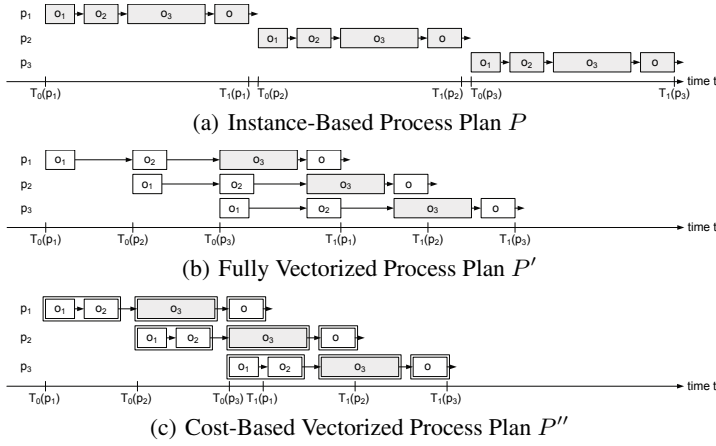 p1 o1 o2 o3 o
p2 o1 o2 o3 o
p3 o1 o2 o3 o
time t
T0(p1) T1(p1) T0(p2) T1(p2) T0(p3) T1(p3)
(a) Instance-Based Process Plan P
p1 o1 o2 o3 o
p2 o1 o2 o3 o
p3 o1 o2 o3 o
time t
T0(p1) T0(p2) T0(p3) T1(p1) T1(p2) T1(p3)
(b) Fully Vectorized Process Plan P′
p1 o1 o2 o3 o
p2 o1 o2 o3 o
p3 o1 o2 o3 o
time t
T0(p1) T0(p2) T0(p3) T1(p1) T1(p2) T1(p3)
(c) Cost-Based Vectorized Process Plan P′′